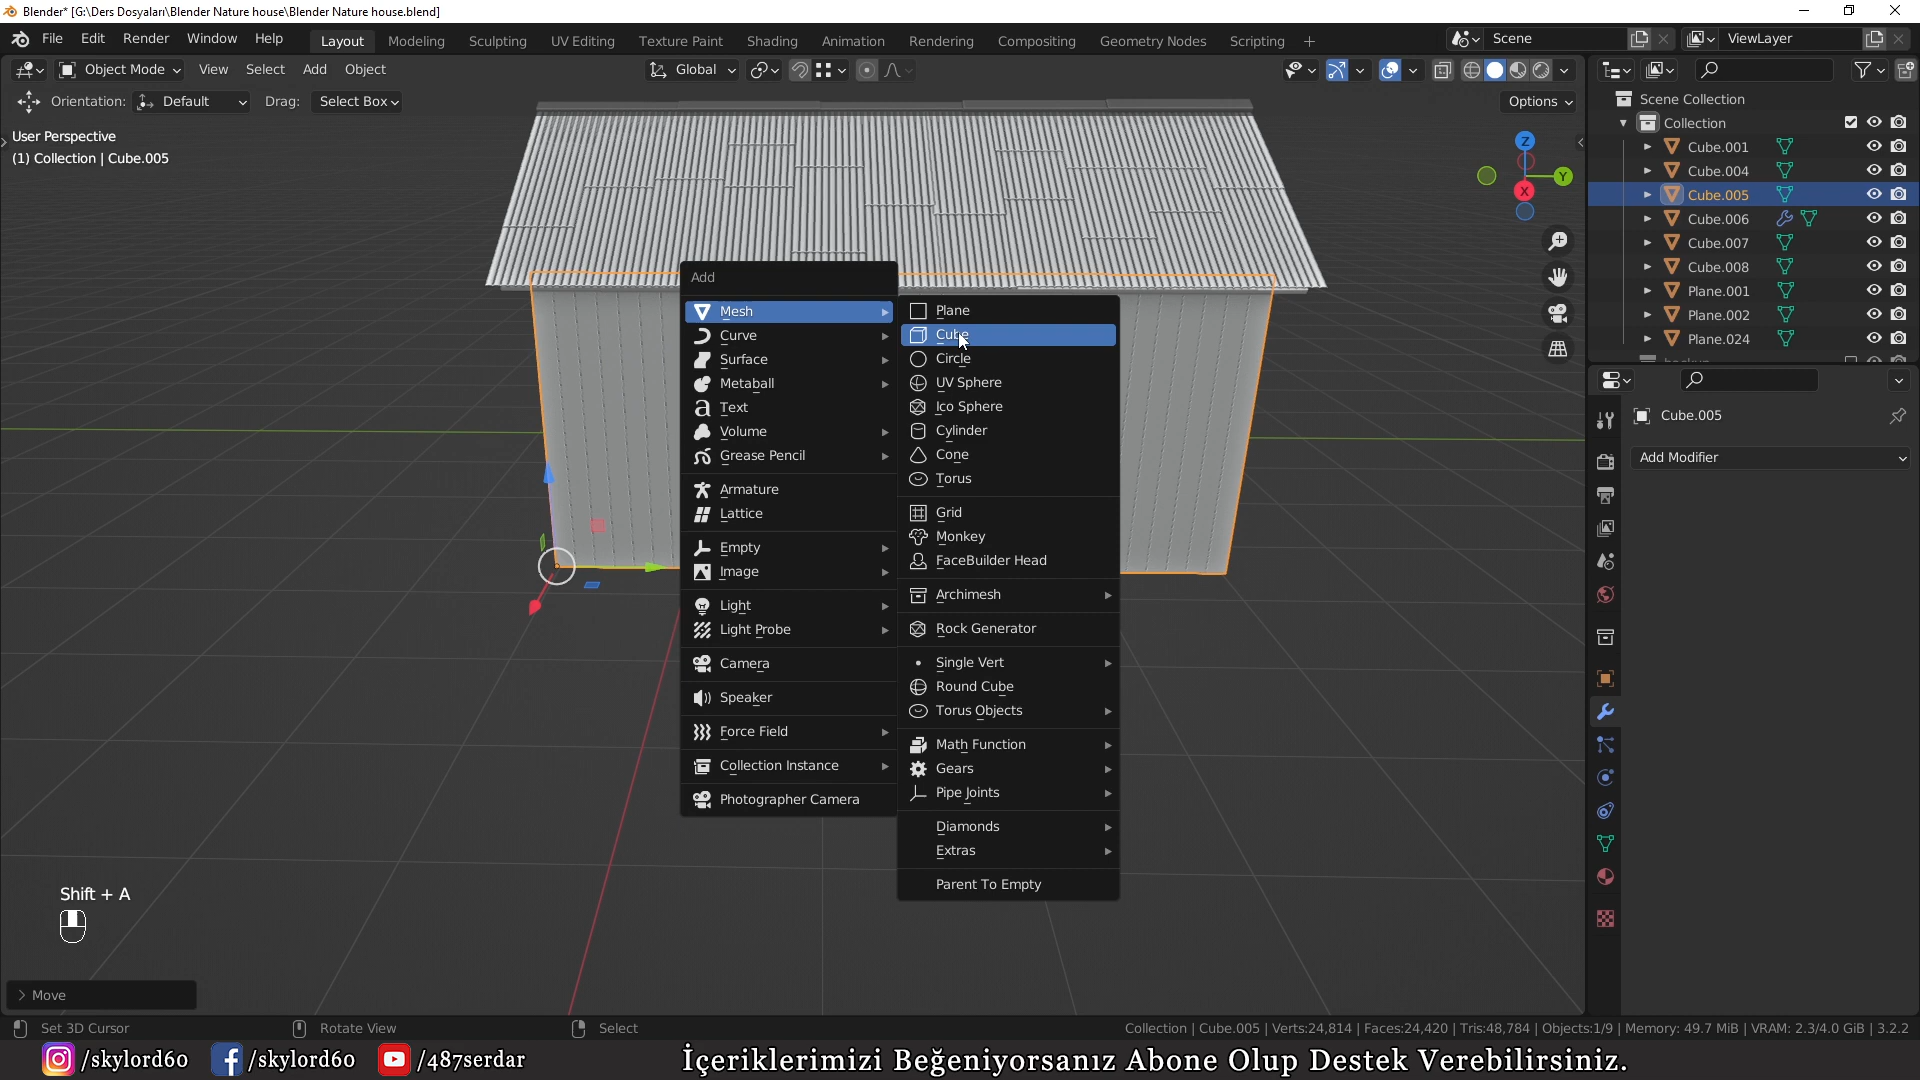 Blender* [G:\Ders Dosyaları\Blender Nature house\Blender Nature house.blend]
File Edit Render Window Help Layout Modeling Sculpting UV Editing Texture Paint Shading Animation Rendering Compositing Geometry Nodes Scripting + Scene ViewLayer
Object Mode View Select Add Object Global
Orientation: Default Drag: Select Box Options
User Perspective
(1) Collection | Cube.005
Z
Y
X
Scene Collection
Collection
Cube.001
Cube.004
Cube.005
Cube.006
Cube.007
Cube.008
Plane.001
Plane.002
Plane.024
Cube.005
Add Modifier
Add
Mesh
Curve
Surface
Metaball
Text
Volume
Grease Pencil
Armature
Lattice
Empty
Image
Light
Light Probe
Camera
Speaker
Force Field
Collection Instance
Photographer Camera
Plane
Cube
Circle
UV Sphere
Ico Sphere
Cylinder
Cone
Torus
Grid
Monkey
FaceBuilder Head
Archimesh
Rock Generator
Single Vert
Round Cube
Torus Objects
Math Function
Gears
Pipe Joints
Diamonds
Extras
Parent To Empty
Shift + A
Move
Set 3D Cursor Rotate View Select Collection | Cube.005 | Verts:24,814 | Faces:24,420 | Tris:48,784 | Objects:1/9 | Memory: 49.7 MiB | VRAM: 2.3/4.0 GiB | 3.2.2
/skylord60 /skylord60 /487serdar İçeriklerimizi Beğeniyorsanız Abone Olup Destek Verebilirsiniz.